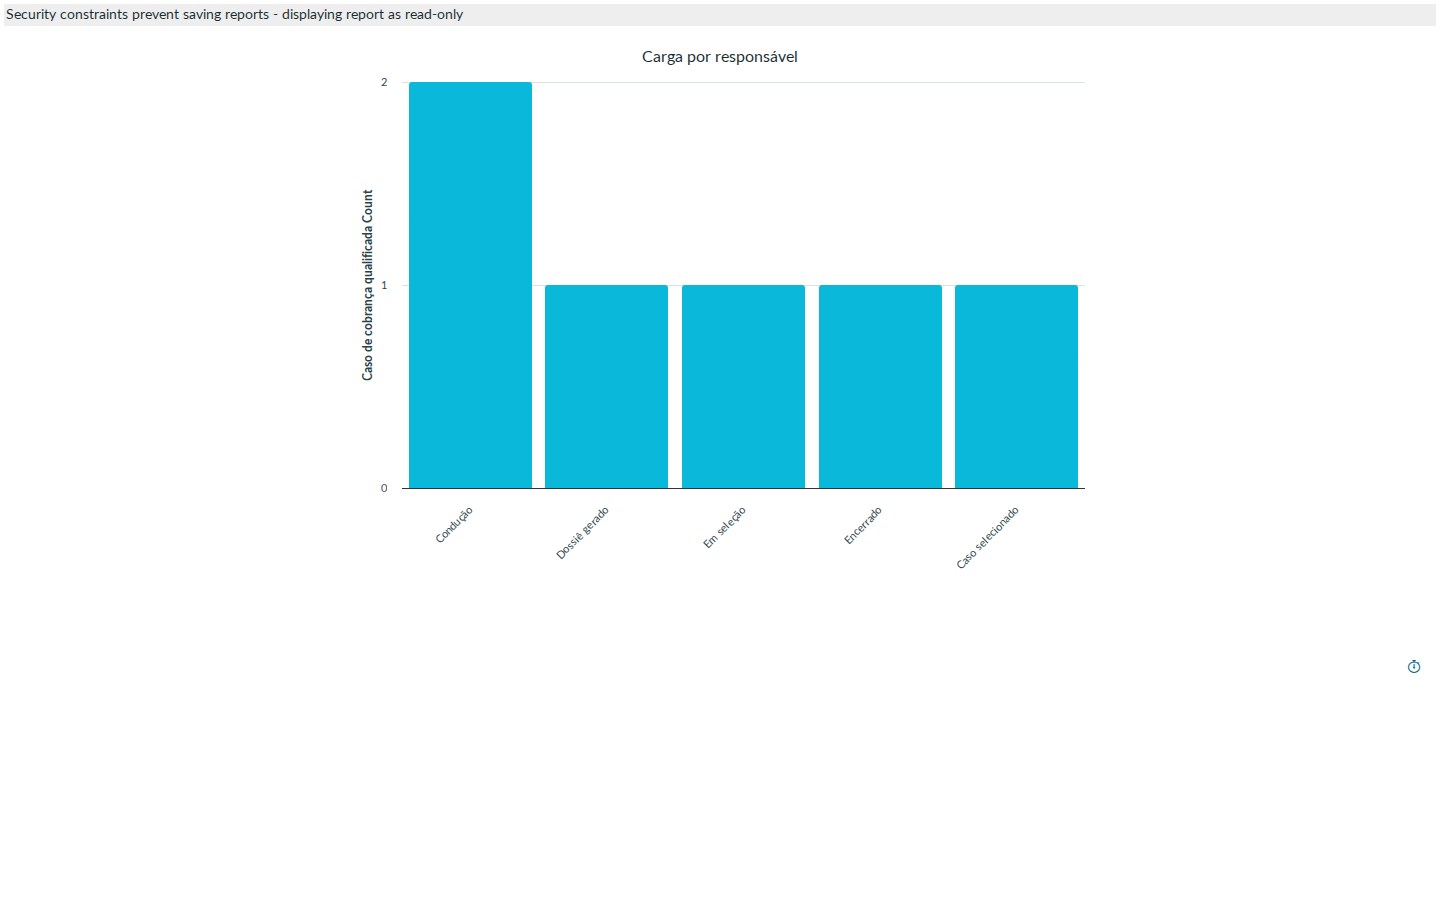 Security constraints prevent saving reports - displaying report as read-only
Carga por responsável
Caso de cobrança qualificada Count
2
1
0
Condução
Dossiê gerado
Em seleção
Encerrado
Caso selecionado